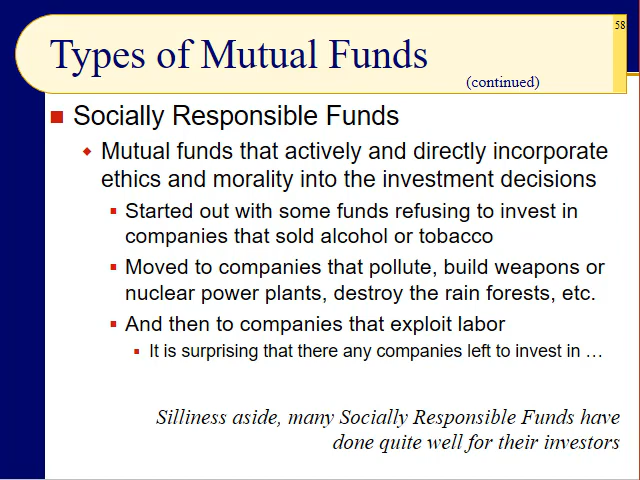 58
Types of Mutual Funds
(continued)
Socially Responsible Funds
Mutual funds that actively and directly incorporate
ethics and morality into the investment decisions
Started out with some funds refusing to invest in
companies that sold alcohol or tobacco
Moved to companies that pollute, build weapons or
nuclear power plants, destroy the rain forests, etc.
And then to companies that exploit labor
It is surprising that there any companies left to invest in …
Silliness aside, many Socially Responsible Funds have
done quite well for their investors